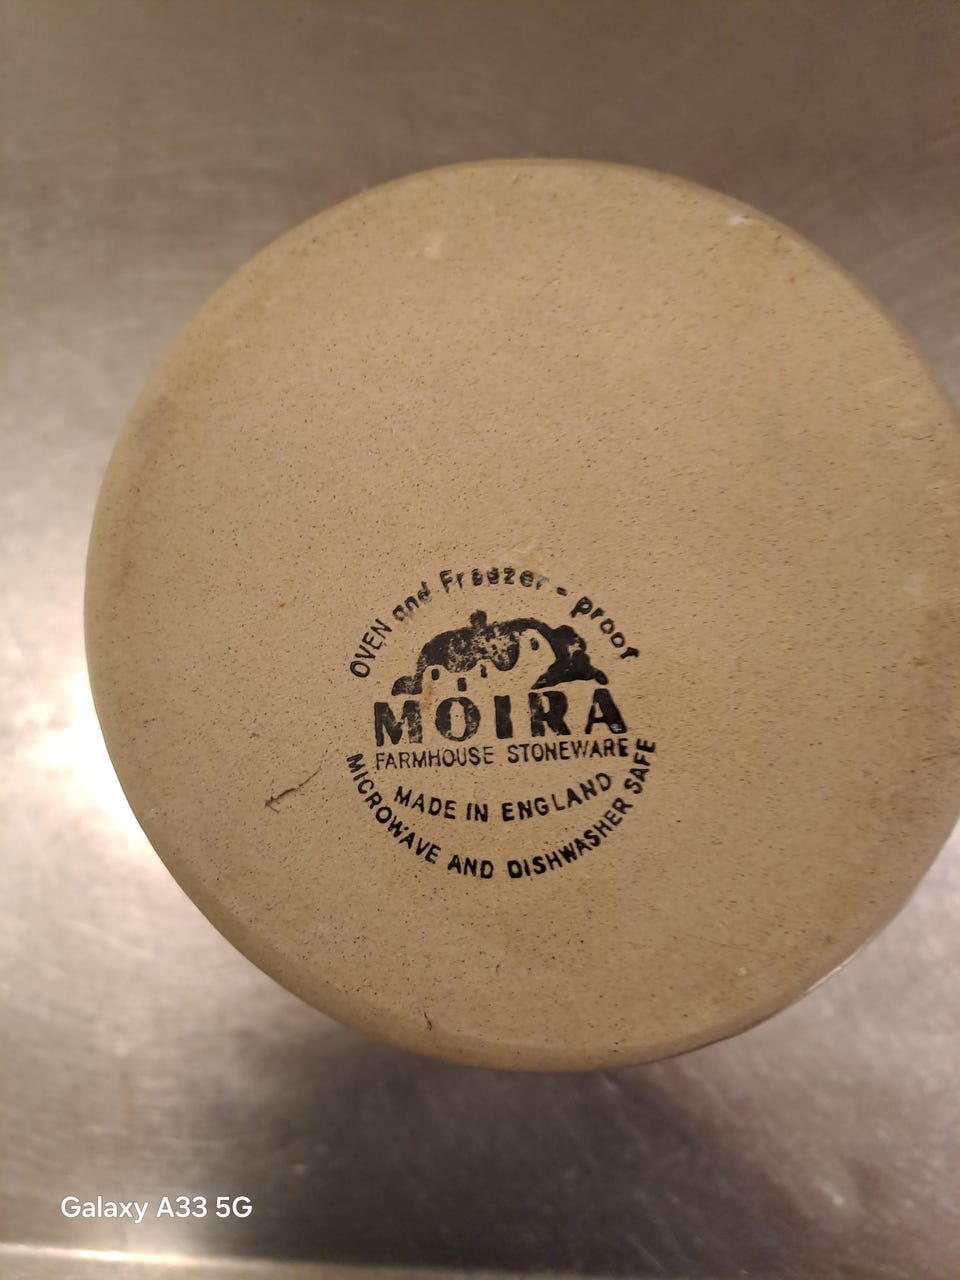 OVEN and Freezer - proof
MOIRA
FARMHOUSE STONEWARE
MADE IN ENGLAND
MICROWAVE AND DISHWASHER SAFE
Galaxy A33 5G